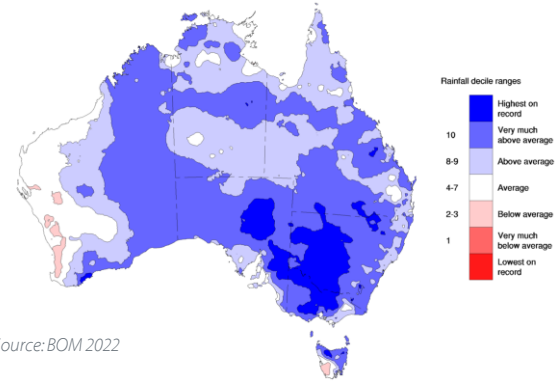 Rainfall decile ranges
Highest on
record
10
Very much
above average
8-9
Above average
4-7
Average
2-3
Below average
1
Very much
below average
Lowest on
record
ource: BOM 2022